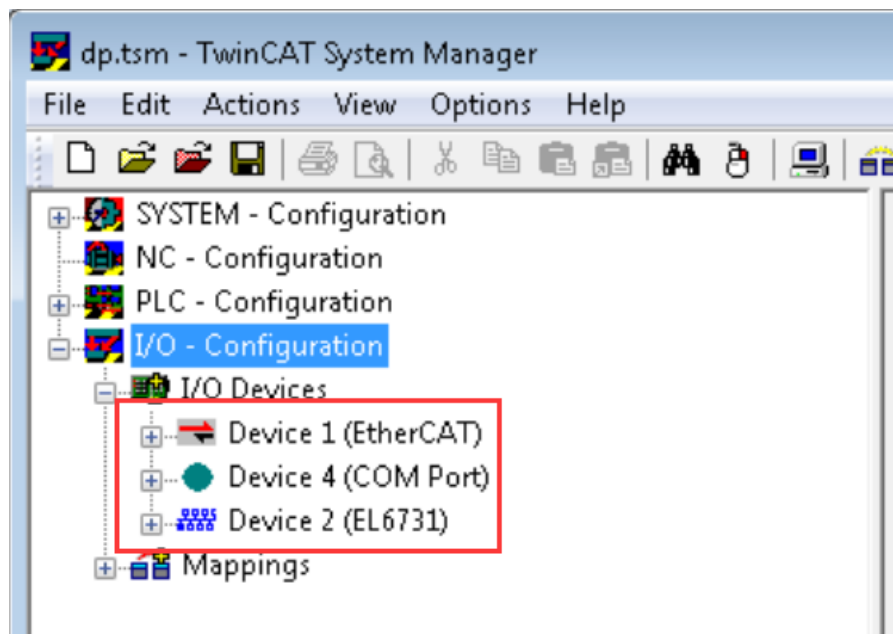 dp.tsm - TwinCAT System Manager
File Edit Actions View Options Help
SYSTEM - Configuration
NC - Configuration
PLC - Configuration
I/O - Configuration
I/O Devices
Device 1 (EtherCAT)
Device 4 (COM Port)
Device 2 (EL6731)
Mappings